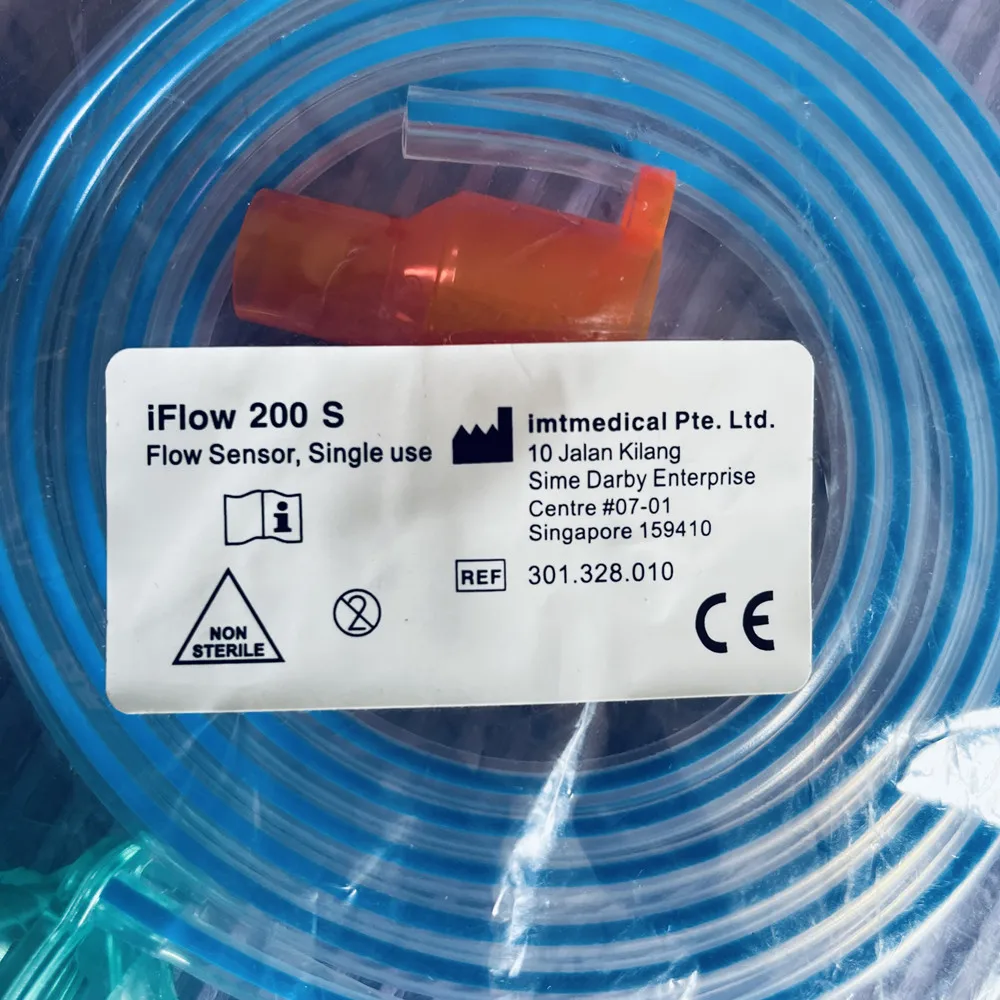 iFlow 200 S
Flow Sensor, Single use
i
NON
STERILE
2
imtmedical Pte. Ltd.
10 Jalan Kilang
Sime Darby Enterprise
Centre #07-01
Singapore 159410
REF 301.328.010
CE